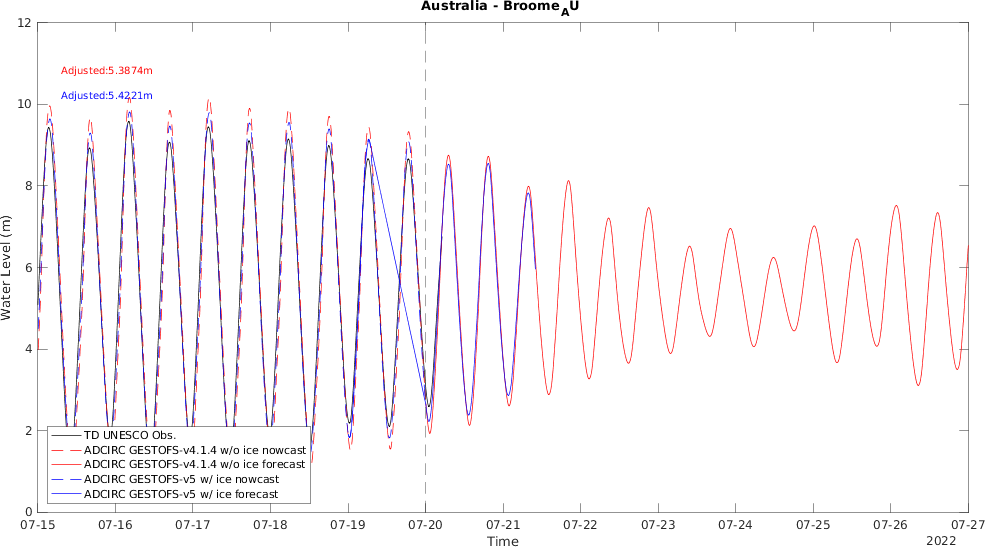 Australia - Broome_AU
Adjusted:5.3874m
Adjusted:5.4221m
Water Level (m)
12
10
8
6
4
2
0
TD UNESCO Obs.
ADCIRC GESTOFS-v4.1.4 w/o ice nowcast
ADCIRC GESTOFS-v4.1.4 w/o ice forecast
ADCIRC GESTOFS-v5 w/ ice nowcast
ADCIRC GESTOFS-v5 w/ ice forecast
07-15 07-16 07-17 07-18 07-19 07-20 07-21 07-22 07-23 07-24 07-25 07-26 07-27
Time
2022